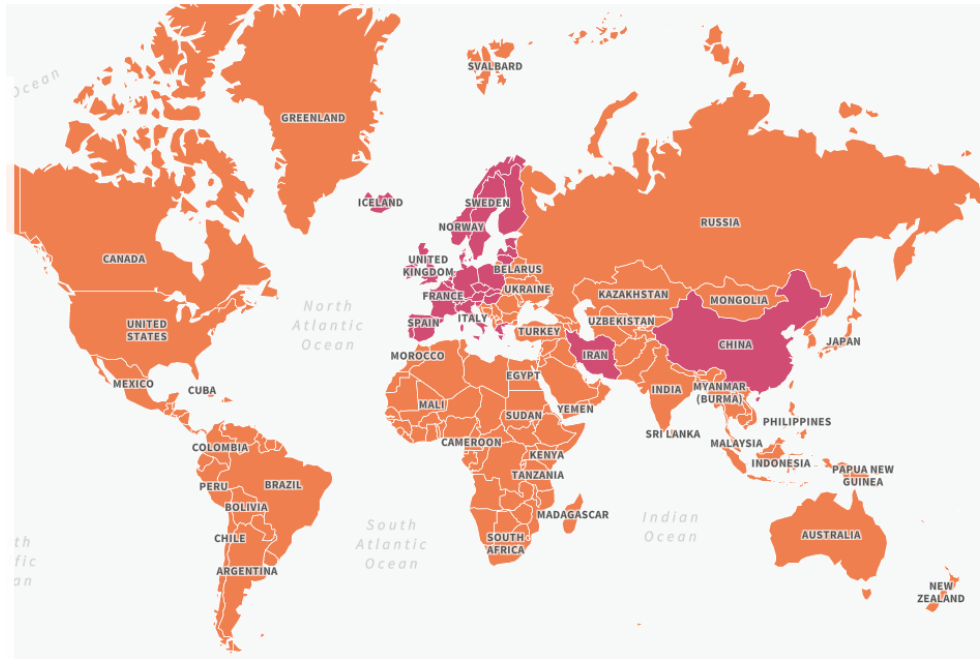 SVALBARD
Ocean
GREENLAND
ICELAND
SWEDEN
NORWAY
RUSSIA
CANADA
UNITED
KINGDOM
BELARUS
UKRAINE
FRANCE
KAZAKHSTAN
MONGOLIA
North
Atlantic
Ocean
UNITED
STATES
SPAIN
ITALY
UZBEKISTAN
TURKEY
CHINA
JAPAN
IRAN
MOROCCO
MEXICO
CUBA
EGYPT
INDIA
MYANMAR
(BURMA)
MALI
SUDAN
YEMEN
PHILIPPINES
SRI LANKA
COLOMBIA
CAMEROON
KENYA
MALAYSIA
INDONESIA
PAPUA NEW
GUINEA
TANZANIA
PERU
BRAZIL
BOLIVIA
MADAGASCAR
South
Atlantic
Ocean
Indian
Ocean
CHILE
SOUTH
AFRICA
AUSTRALIA
th
fic
an
ARGENTINA
NEW
ZEALAND